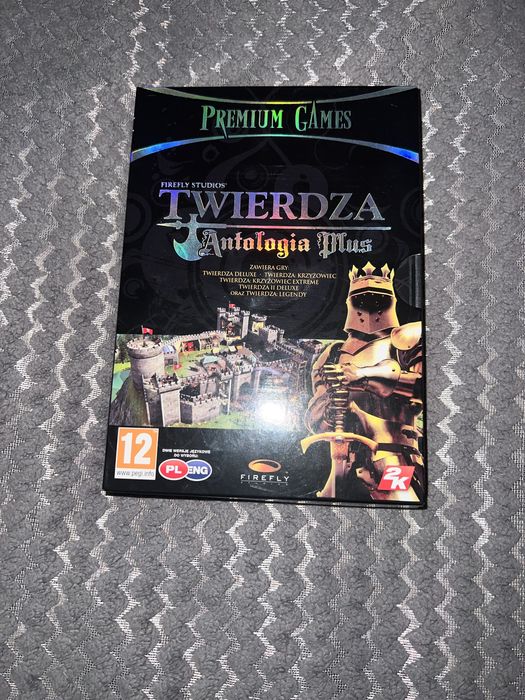 PREMIUM GAMES
FIREFLY STUDIOS'
TWIERDZA
Antologia Plus
ZAWIERA GRY:
TWIERDZA DELUXE · TWIERDZA: KRZYŻOWIEC
TWIERDZA: KRZYŻOWIEC EXTREME
TWIERDZA II DELUXE
ORAZ TWIERDZA: LEGENDY
12
www.pegi.info
DWIE WERSJE JĘZYKOWE
DO WYBORU:
PL ENG
FIREFLY
2K